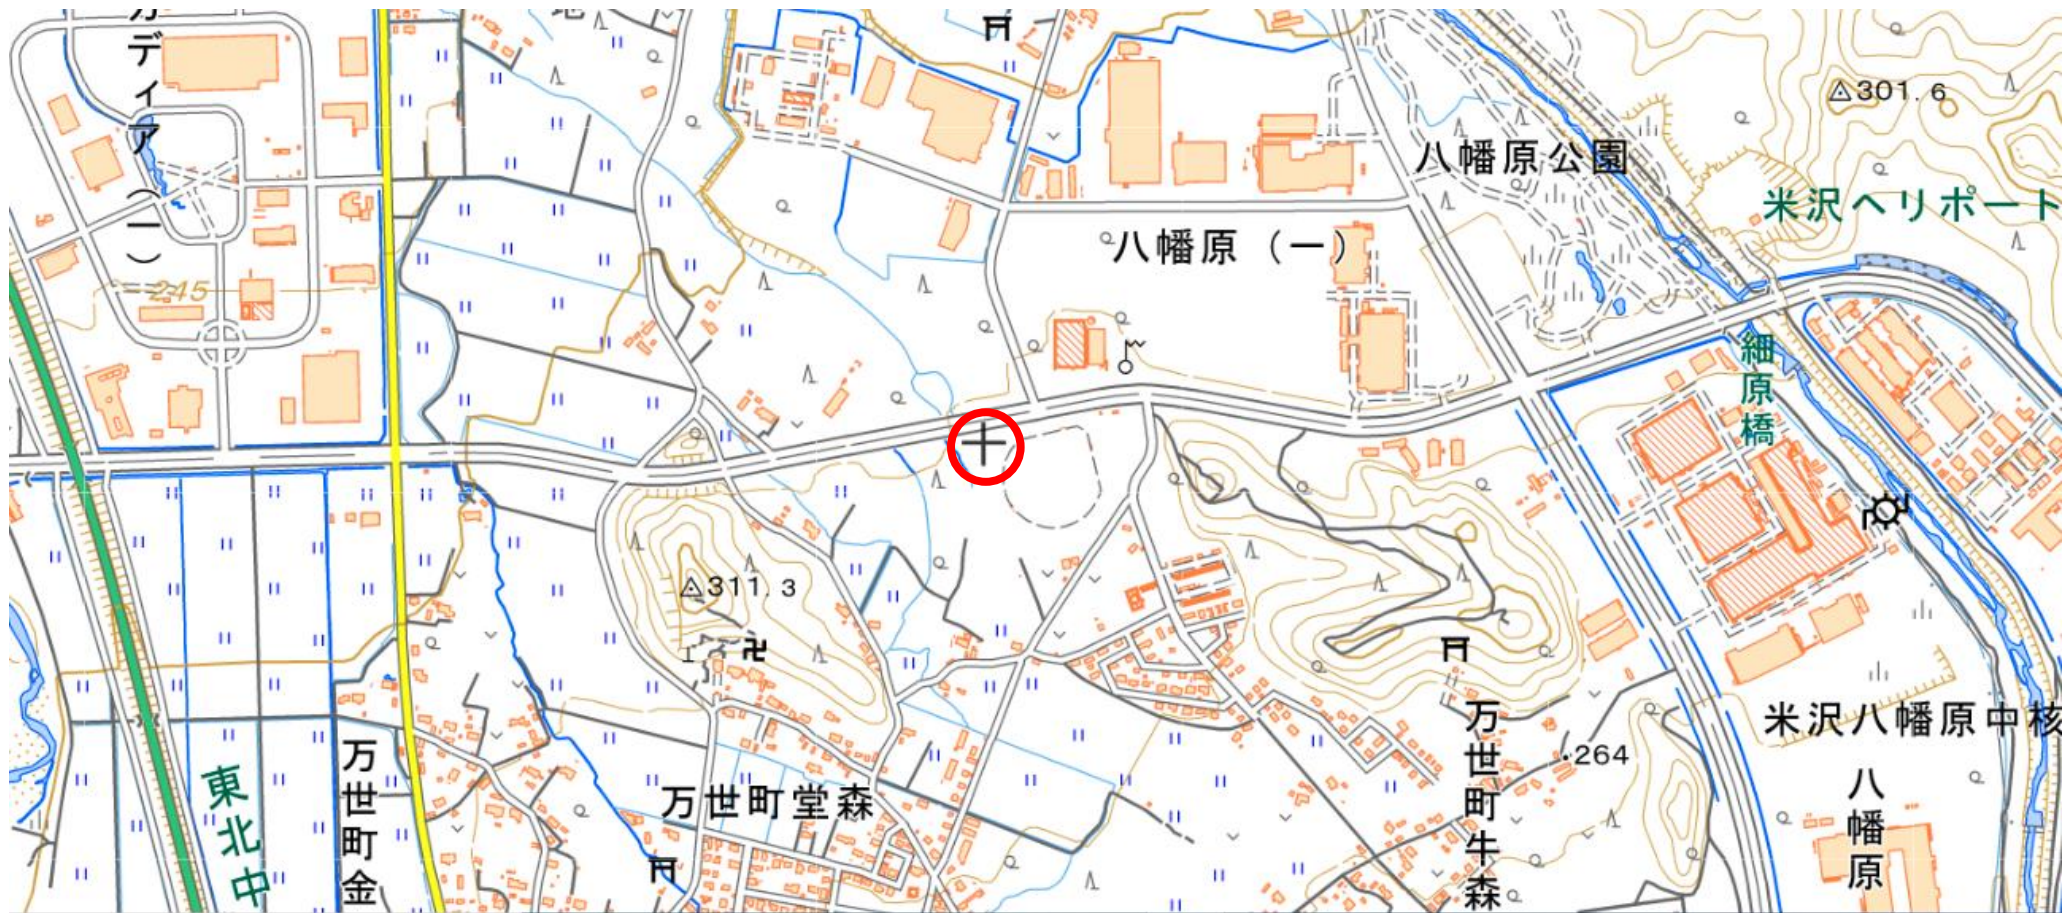 ガディア(一)
301.6
八幡原公園
米沢ヘリポート
八幡原(一)
245
細原橋
311.3
米沢八幡原中核
万世町牛森
264
万世町堂森
万世町金
東北中
八幡原